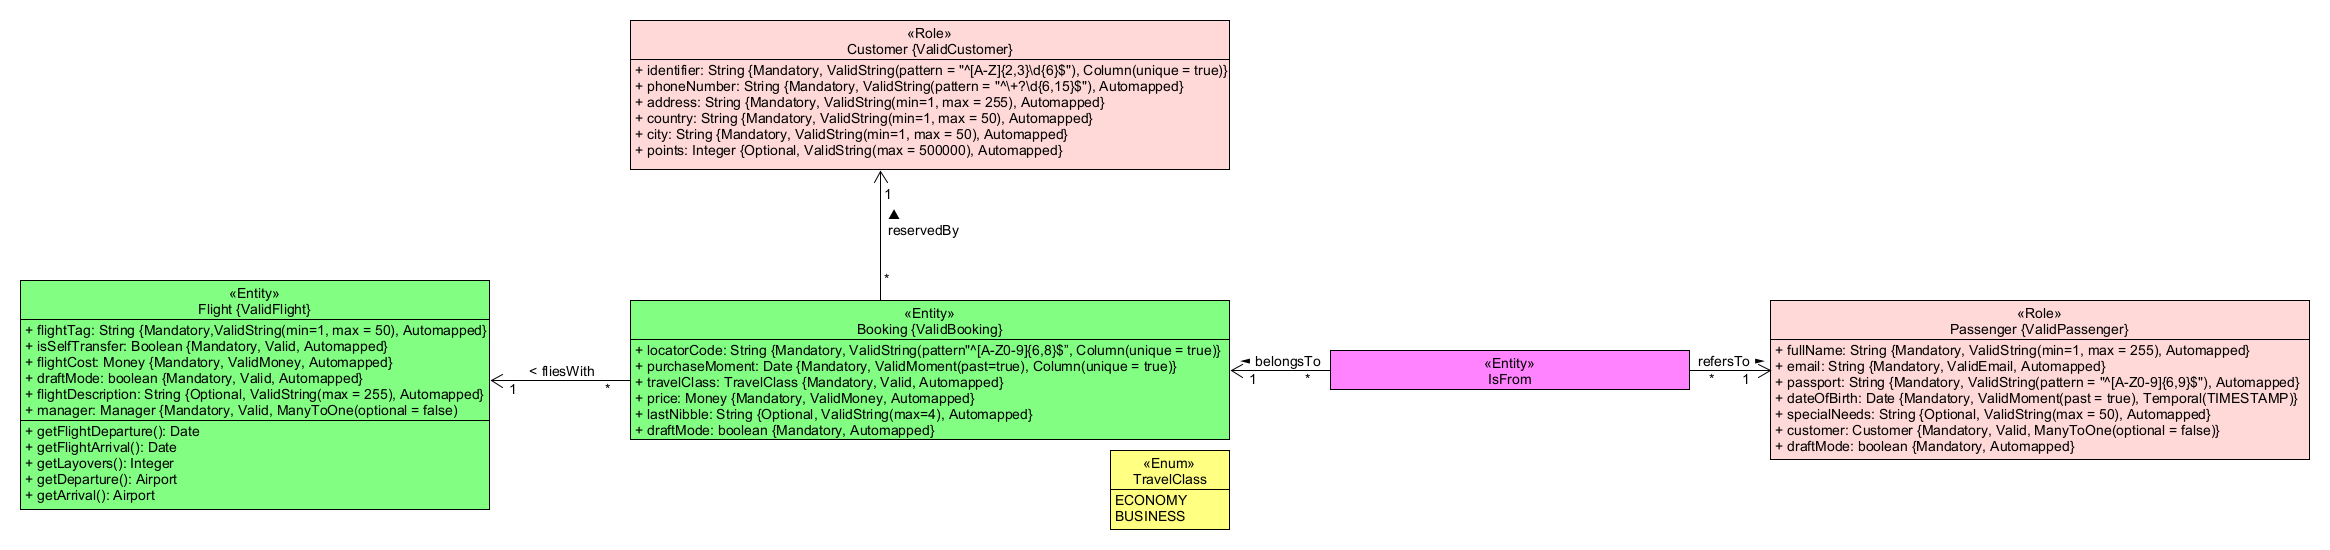 «Role»
Customer {ValidCustomer}
+ identifier: String {Mandatory, ValidString(pattern = "^[A-Z]{2,3}\d{6}$"), Column(unique = true)}
+ phoneNumber: String {Mandatory, ValidString(pattern = "^\+?\d{6,15}$"), Automapped}
+ address: String {Mandatory, ValidString(min=1, max = 255), Automapped}
+ country: String {Mandatory, ValidString(min=1, max = 50), Automapped}
+ city: String {Mandatory, ValidString(min=1, max = 50), Automapped}
+ points: Integer {Optional, ValidString(max = 500000), Automapped}
1
reservedBy
*
«Entity»
Flight {ValidFlight}
+ flightTag: String {Mandatory,ValidString(min=1, max = 50), Automapped}
+ isSelfTransfer: Boolean {Mandatory, Valid, Automapped}
+ flightCost: Money {Mandatory, ValidMoney, Automapped}
+ draftMode: boolean {Mandatory, Valid, Automapped}
+ flightDescription: String {Optional, ValidString(max = 255), Automapped}
+ manager: Manager {Mandatory, Valid, ManyToOne(optional = false)
+ getFlightDeparture(): Date
+ getFlightArrival(): Date
+ getLayovers(): Integer
+ getDeparture(): Airport
+ getArrival(): Airport
< fliesWith
1 *
«Entity»
Booking {ValidBooking}
+ locatorCode: String {Mandatory, ValidString(pattern"^[A-Z0-9]{6,8}$", Column(unique = true)}
+ purchaseMoment: Date {Mandatory, ValidMoment(past=true), Column(unique = true)}
+ travelClass: TravelClass {Mandatory, Valid, Automapped}
+ price: Money {Mandatory, ValidMoney, Automapped}
+ lastNibble: String {Optional, ValidString(max=4), Automapped}
+ draftMode: boolean {Mandatory, Automapped}
«Enum»
TravelClass
ECONOMY
BUSINESS
belongsTo
1 *
«Entity»
IsFrom
refersTo
* 1
«Role»
Passenger {ValidPassenger}
+ fullName: String {Mandatory, ValidString(min=1, max = 255), Automapped}
+ email: String {Mandatory, ValidEmail, Automapped}
+ passport: String {Mandatory, ValidString(pattern = "^[A-Z0-9]{6,9}$"), Automapped}
+ dateOfBirth: Date {Mandatory, ValidMoment(past = true), Temporal(TIMESTAMP)}
+ specialNeeds: String {Optional, ValidString(max = 50), Automapped}
+ customer: Customer {Mandatory, Valid, ManyToOne(optional = false)}
+ draftMode: boolean {Mandatory, Automapped}